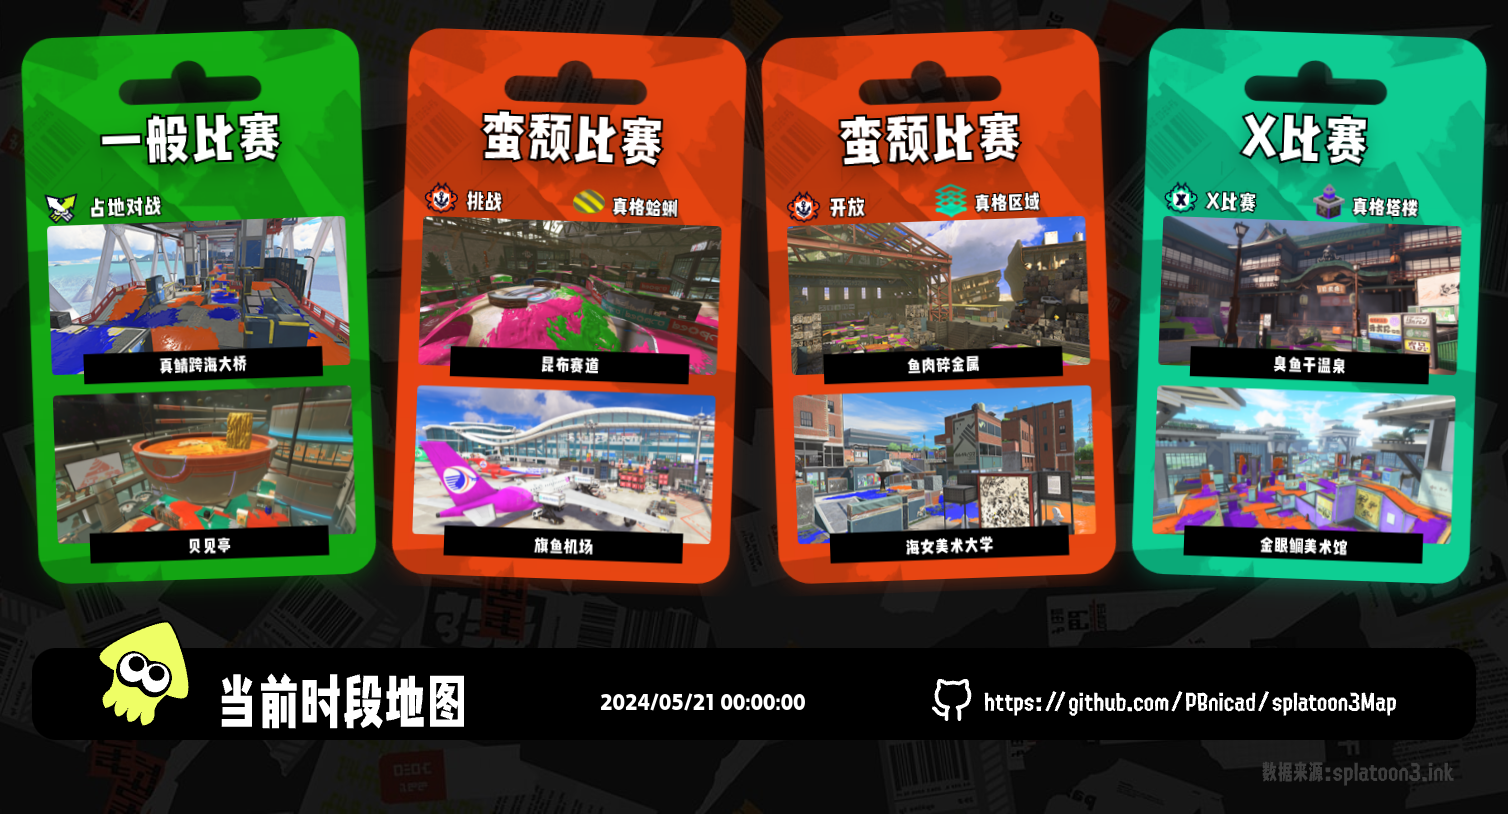 一般比赛
占地对战
真鲭跨海大桥
贝见亭
蛮颓比赛
挑战
真格蛤蜊
昆布赛道
旗鱼机场
蛮颓比赛
开放
真格区域
鱼肉碎金属
海女美术大学
X比赛
X比赛
真格塔楼
臭鱼干温泉
金眼鲷美术馆
当前时段地图
2024/05/21 00:00:00
https://github.com/PBnicad/splatoon3Map
数据来源:splatoon3.ink